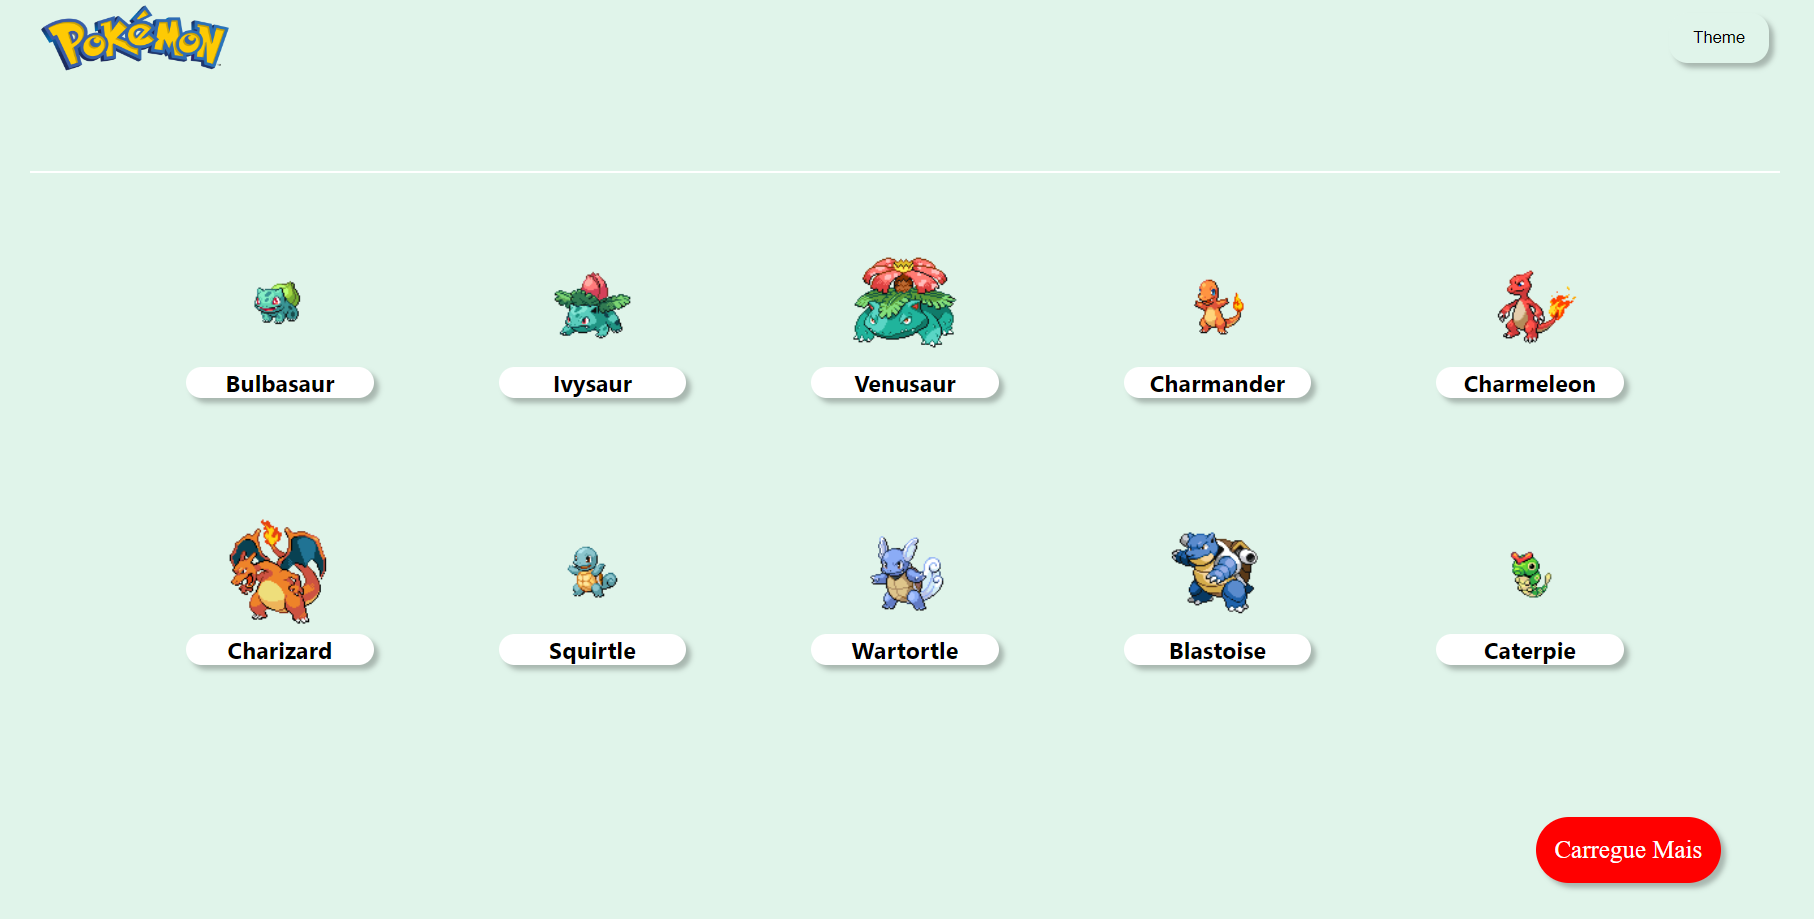 POKéMON
Theme
Bulbasaur
Ivysaur
Venusaur
Charmander
Charmeleon
Charizard
Squirtle
Wartortle
Blastoise
Caterpie
Carregue Mais